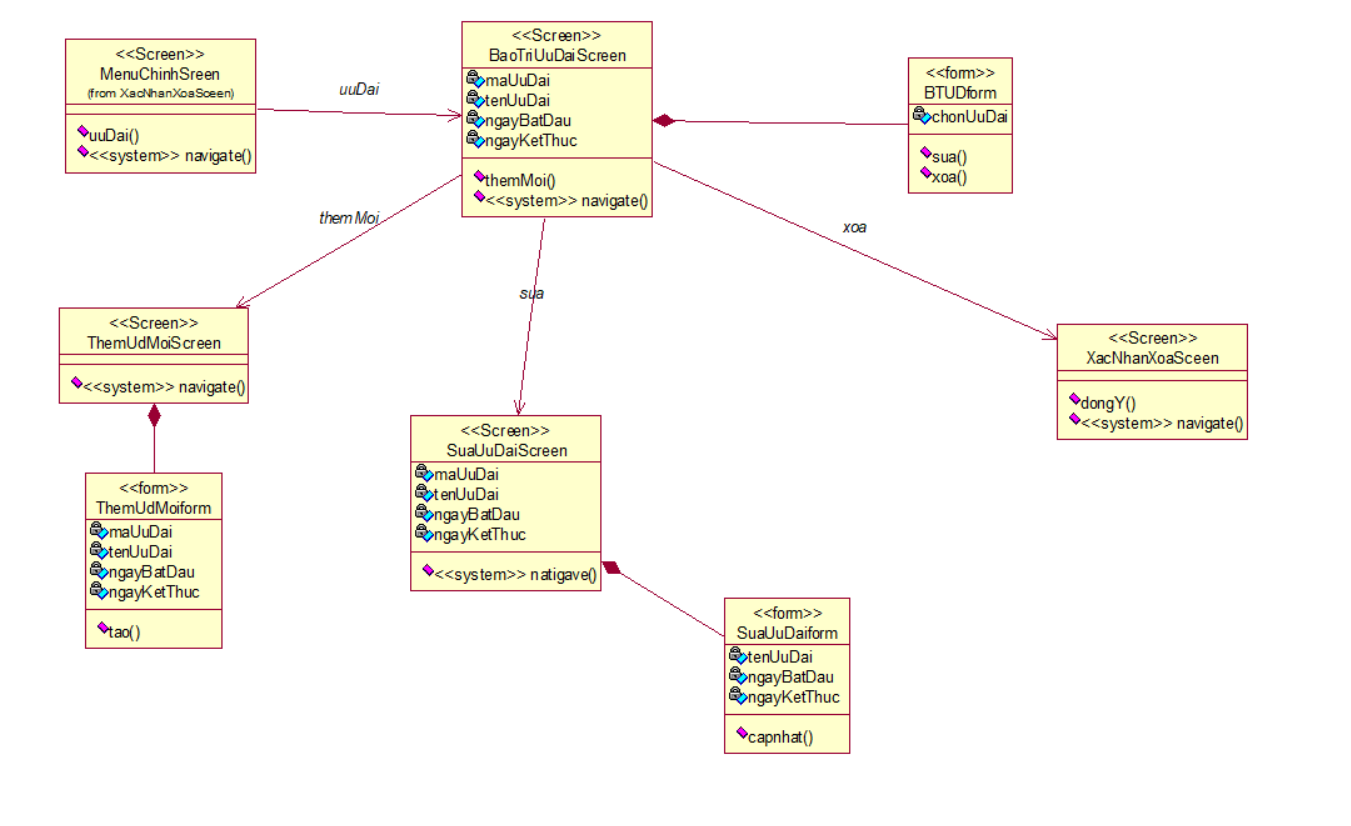 <<Screen>>
MenuChinhSreen
(from XacNhanXoaSceen)
uuDai()
<<system>> navigate()
uuDai
<<Screen>>
BaoTriUuDaiScreen
maUuDai
tenUuDai
ngayBatDau
ngayKetThuc
themMoi()
<<system>> navigate()
<<form>>
BTUDform
chonUuDai
sua()
xoa()
them Moi
sua
xoa
<<Screen>>
ThemUdMoiScreen
<<system>> navigate()
<<form>>
ThemUdMoiform
maUuDai
tenUuDai
ngayBatDau
ngayKetThuc
tao()
<<Screen>>
SuaUuDaiScreen
maUuDai
tenUuDai
ngayBatDau
ngayKetThuc
<<system>> natigave()
<<form>>
SuaUuDaiform
tenUuDai
ngayBatDau
ngayKetThuc
capnhat()
<<Screen>>
XacNhanXoaSceen
dongY()
<<system>> navigate()